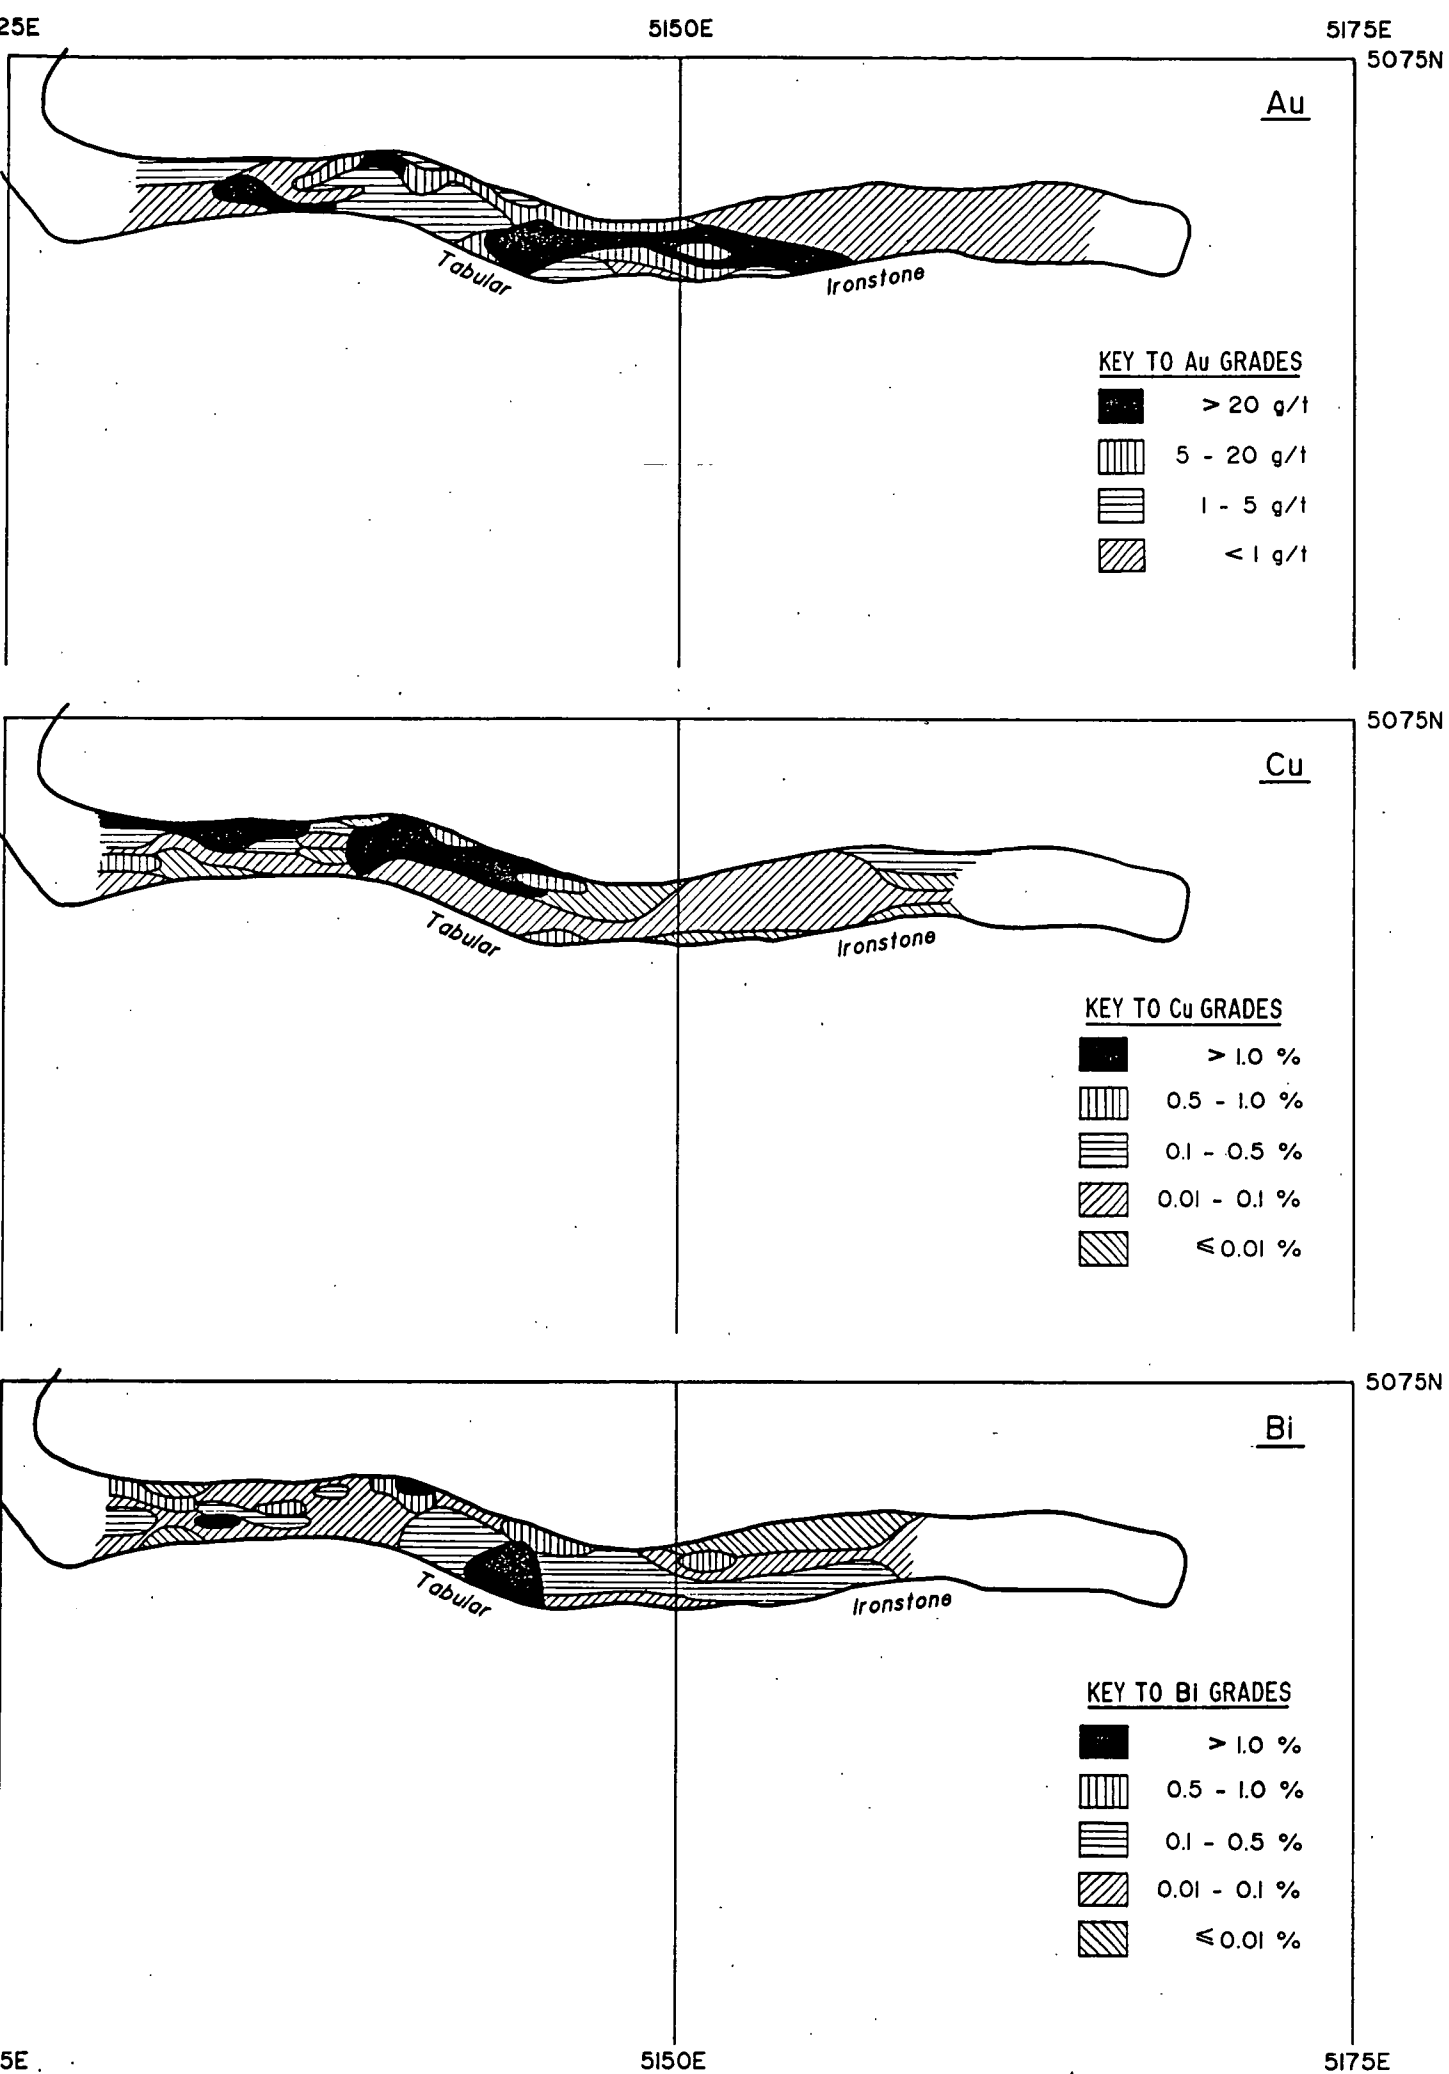 25E 5150E 5175E
5075N
Au
Tabular
Ironstone
KEY TO Au GRADES
> 20 g/t
5 - 20 g/t
1 - 5 g/t
< 1 g/t
5075N
Cu
Tabular
Ironstone
KEY TO Cu GRADES
> 1.0 %
0.5 - 1.0 %
0.1 - 0.5 %
0.01 - 0.1 %
≤ 0.01 %
5075N
Bi
Tabular
Ironstone
KEY TO Bi GRADES
> 1.0 %
0.5 - 1.0 %
0.1 - 0.5 %
0.01 - 0.1 %
≤ 0.01 %
5E 5150E 5175E